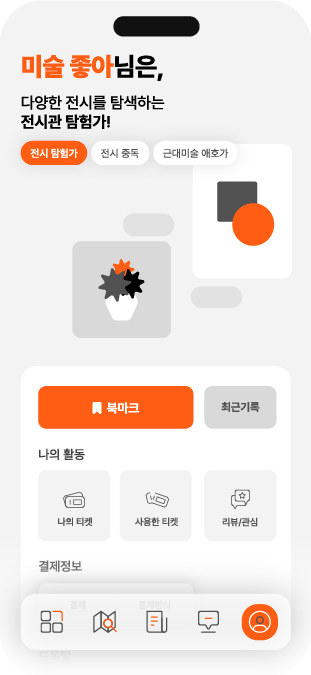 미술 좋아님은,
다양한 전시를 탐색하는
전시관 탐험가!
전시 탐험가 전시 중독 근대미술 애호가
북마크 최근기록
나의 활동
나의 티켓 사용한 티켓 리뷰/관심
결제정보